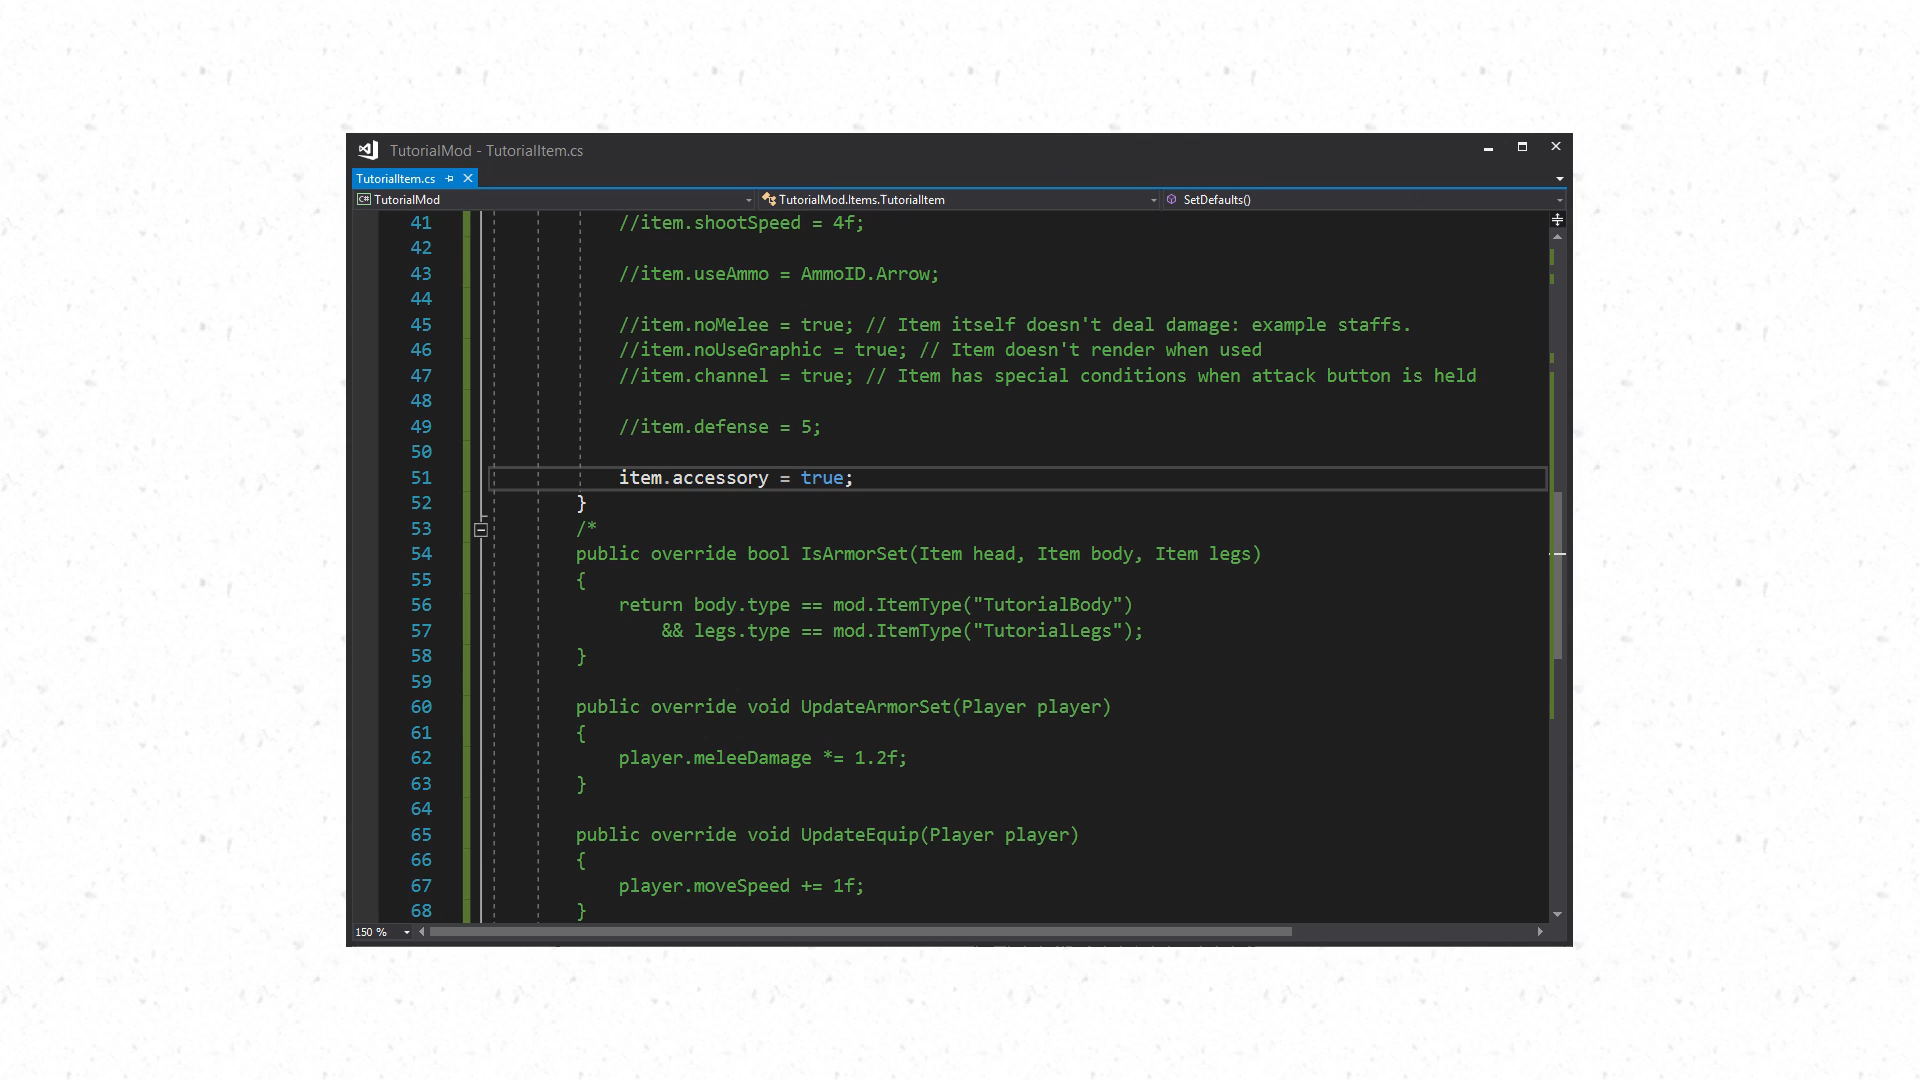 TutorialMod - TutorialItem.cs
TutorialItem.cs
C# TutorialMod TutorialMod.Items.TutorialItem SetDefaults()
41 //item.shootSpeed = 4f;
42
43 //item.useAmmo = AmmoID.Arrow;
44
45 //item.noMelee = true; // Item itself doesn't deal damage: example staffs.
46 //item.noUseGraphic = true; // Item doesn't render when used
47 //item.channel = true; // Item has special conditions when attack button is held
48
49 //item.defense = 5;
50
51 item.accessory = true;
52 }
53 /*
54 public override bool IsArmorSet(Item head, Item body, Item legs)
55 {
56 return body.type == mod.ItemType("TutorialBody")
57 && legs.type == mod.ItemType("TutorialLegs");
58 }
59
60 public override void UpdateArmorSet(Player player)
61 {
62 player.meleeDamage *= 1.2f;
63 }
64
65 public override void UpdateEquip(Player player)
66 {
67 player.moveSpeed += 1f;
68 }
150 %